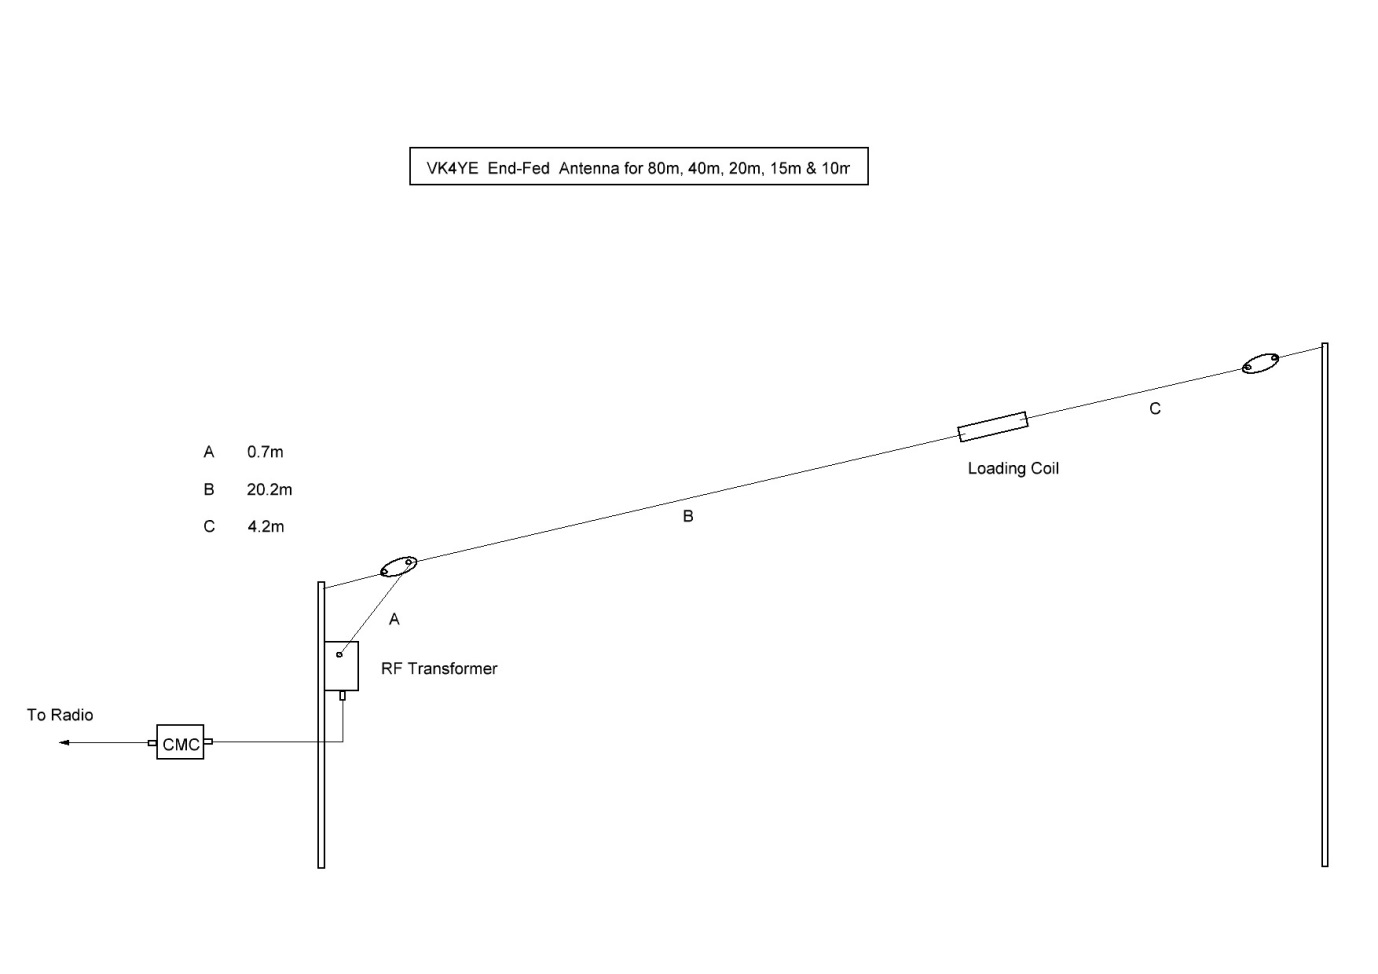 VK4YE End-Fed Antenna for 80m, 40m, 20m, 15m & 10m
C
A 0.7m
Loading Coil
B 20.2m
B
C 4.2m
A
RF Transformer
To Radio
CMC